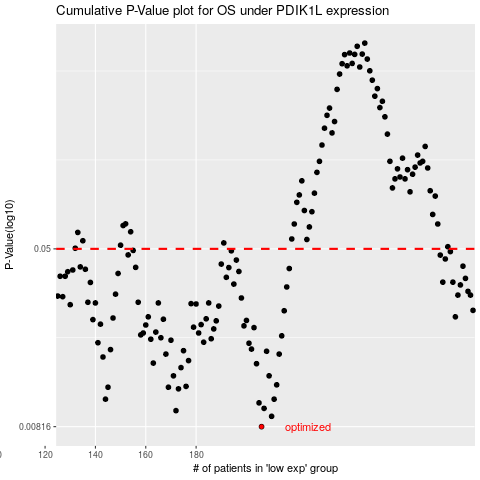 Cumulative P-Value plot for OS under PDIK1L expression
P-Value(log10)
0.05
0.00816
optimized
0 120 140 160 180
# of patients in 'low exp' group